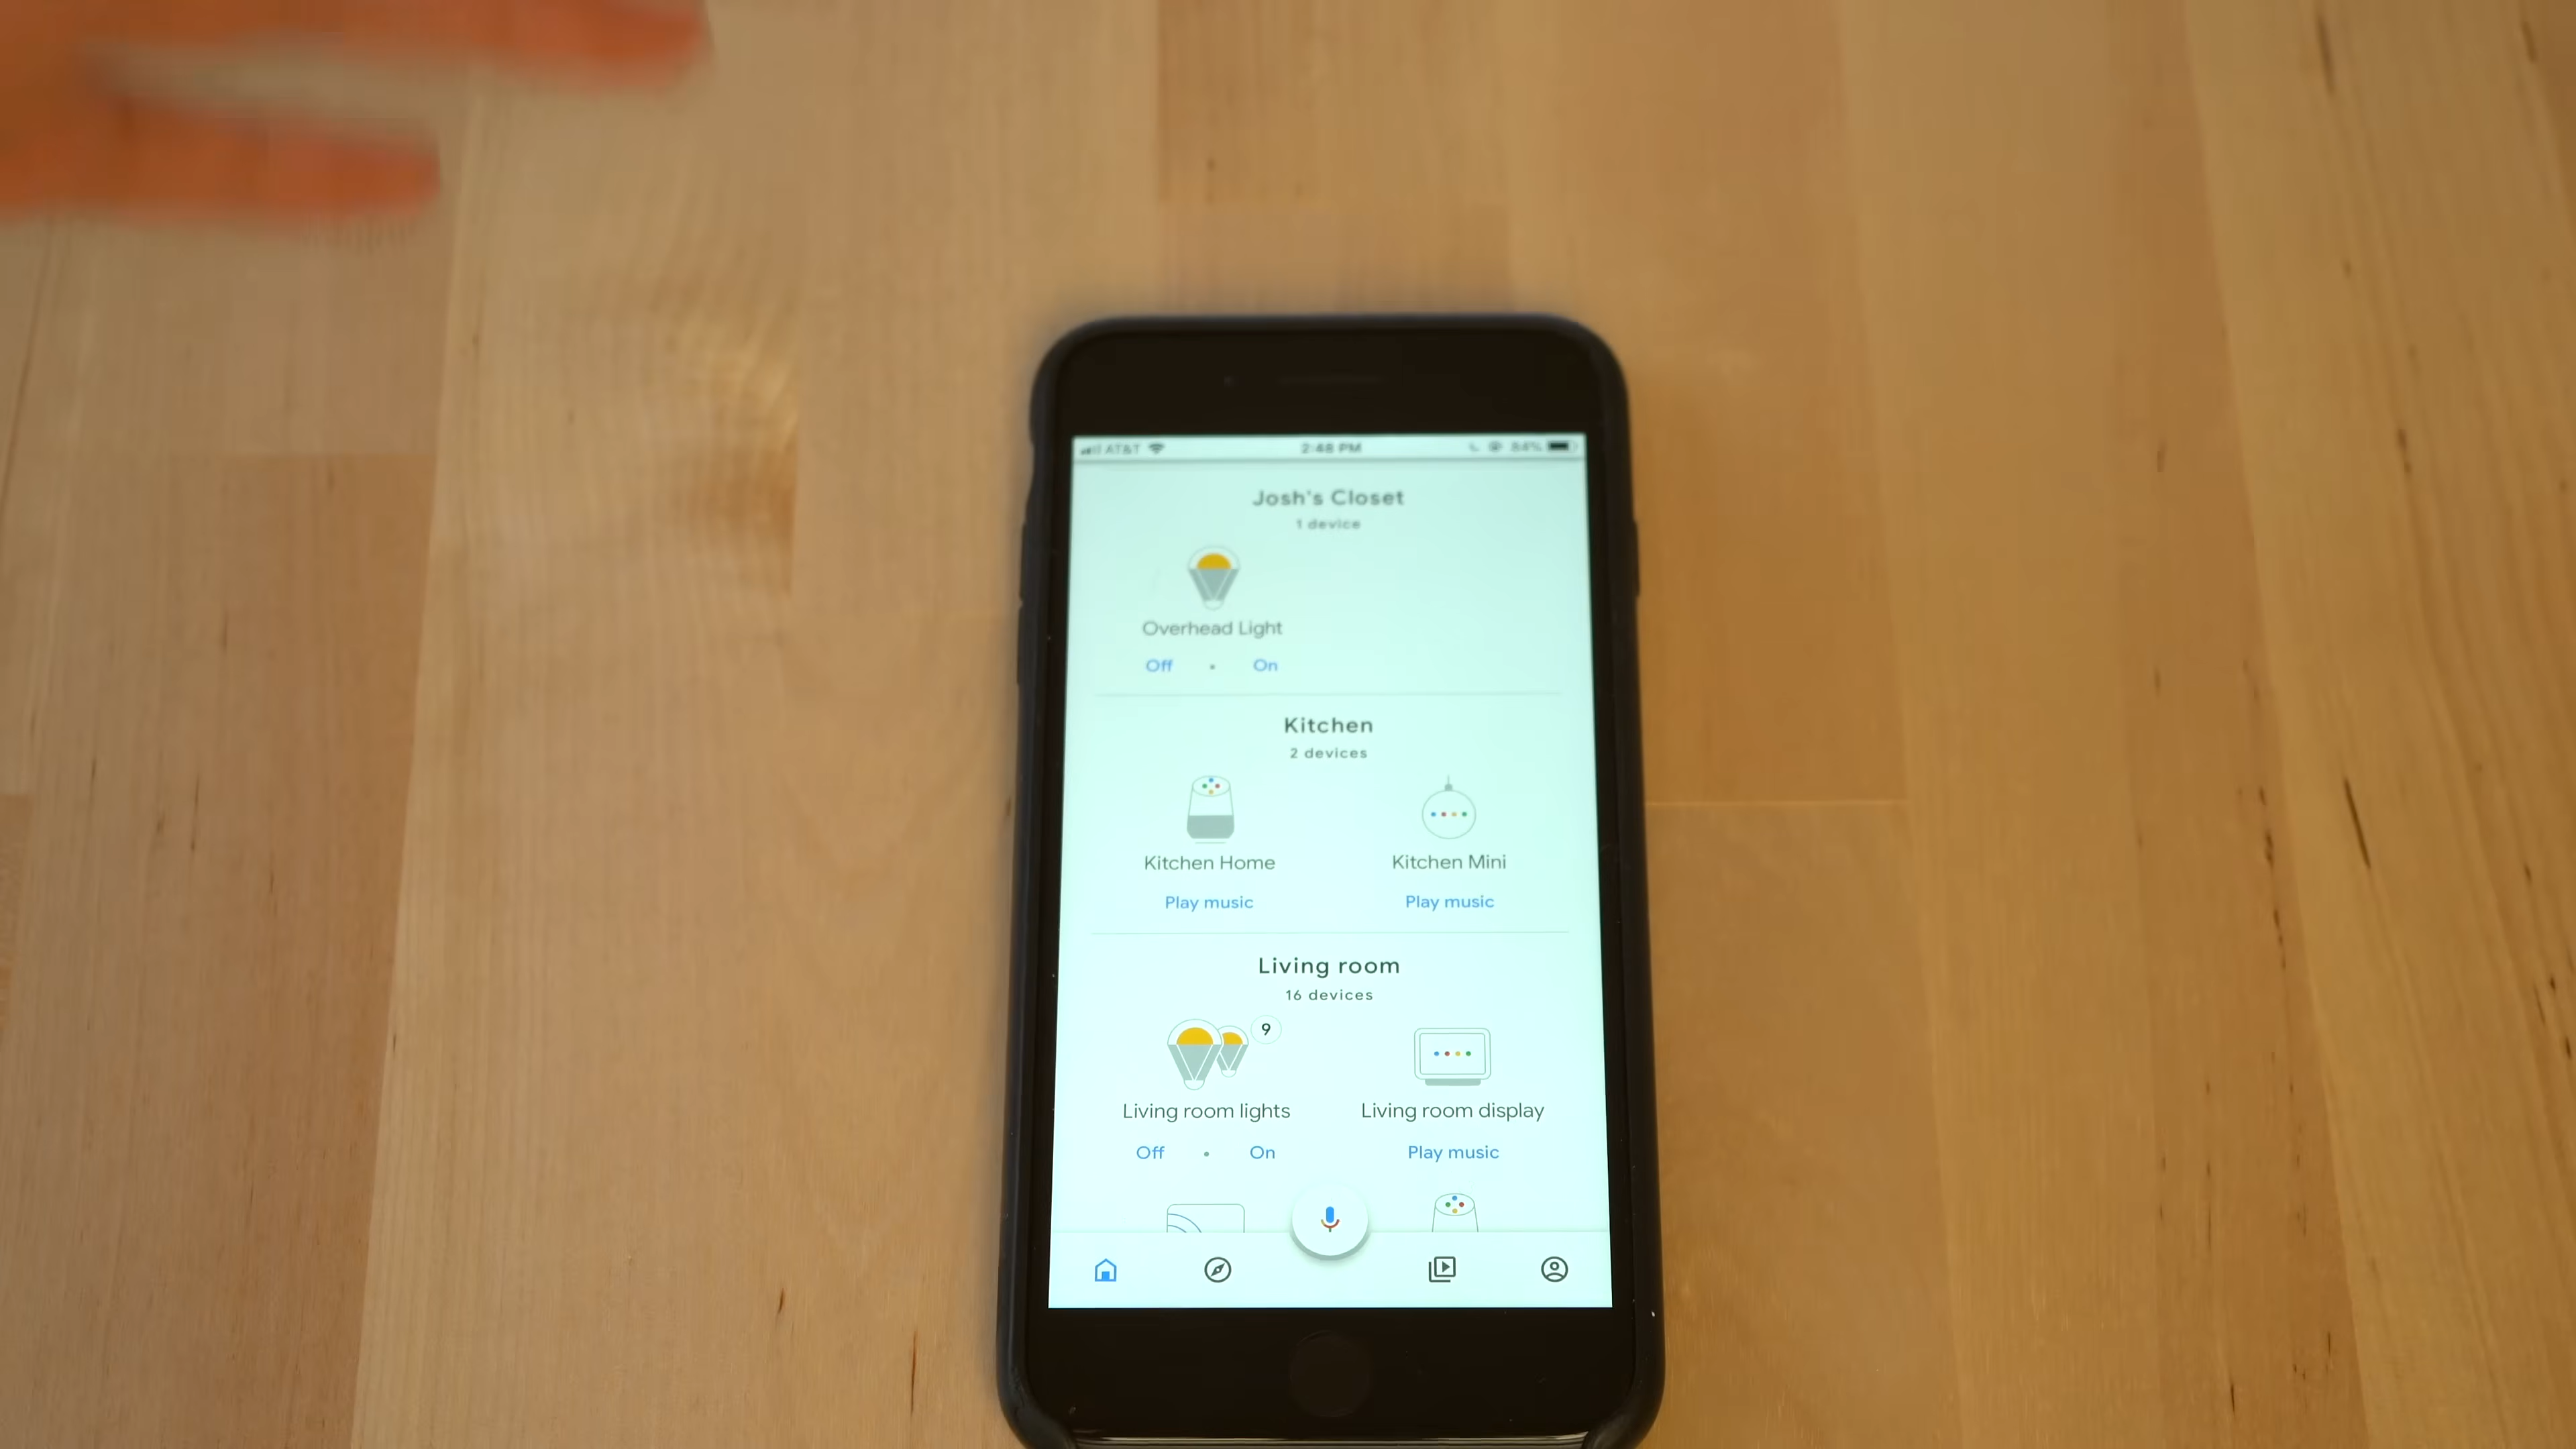 AT&T 2:48 PM 84%
Josh's Closet
1 device
Overhead Light
Off · On
Kitchen
2 devices
Kitchen Home Kitchen Mini
Play music Play music
Living room
16 devices
9
Living room lights Living room display
Off · On Play music